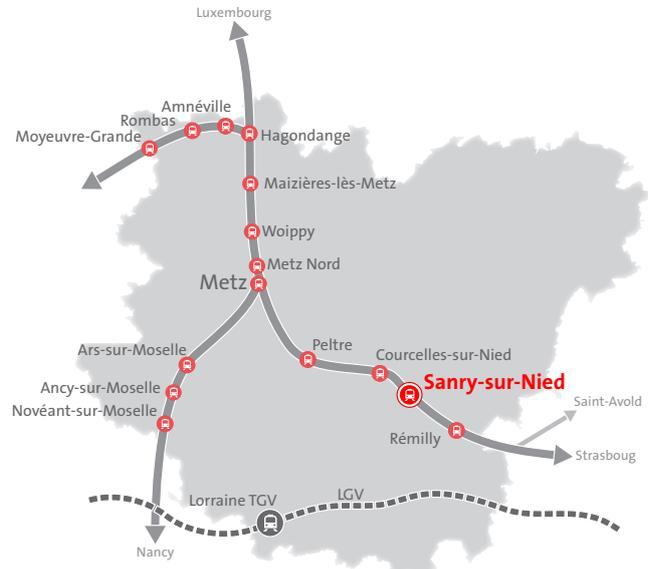 Luxembourg
Amnéville
Rombas
Moyeuvre-Grande
Hagondange
Maizières-lès-Metz
Woippy
Metz Nord
Metz
Peltre
Ars-sur-Moselle
Courcelles-sur-Nied
Sanry-sur-Nied
Ancy-sur-Moselle
Saint-Avold
Novéant-sur-Moselle
Rémilly
Strasboug
Lorraine TGV
LGV
Nancy